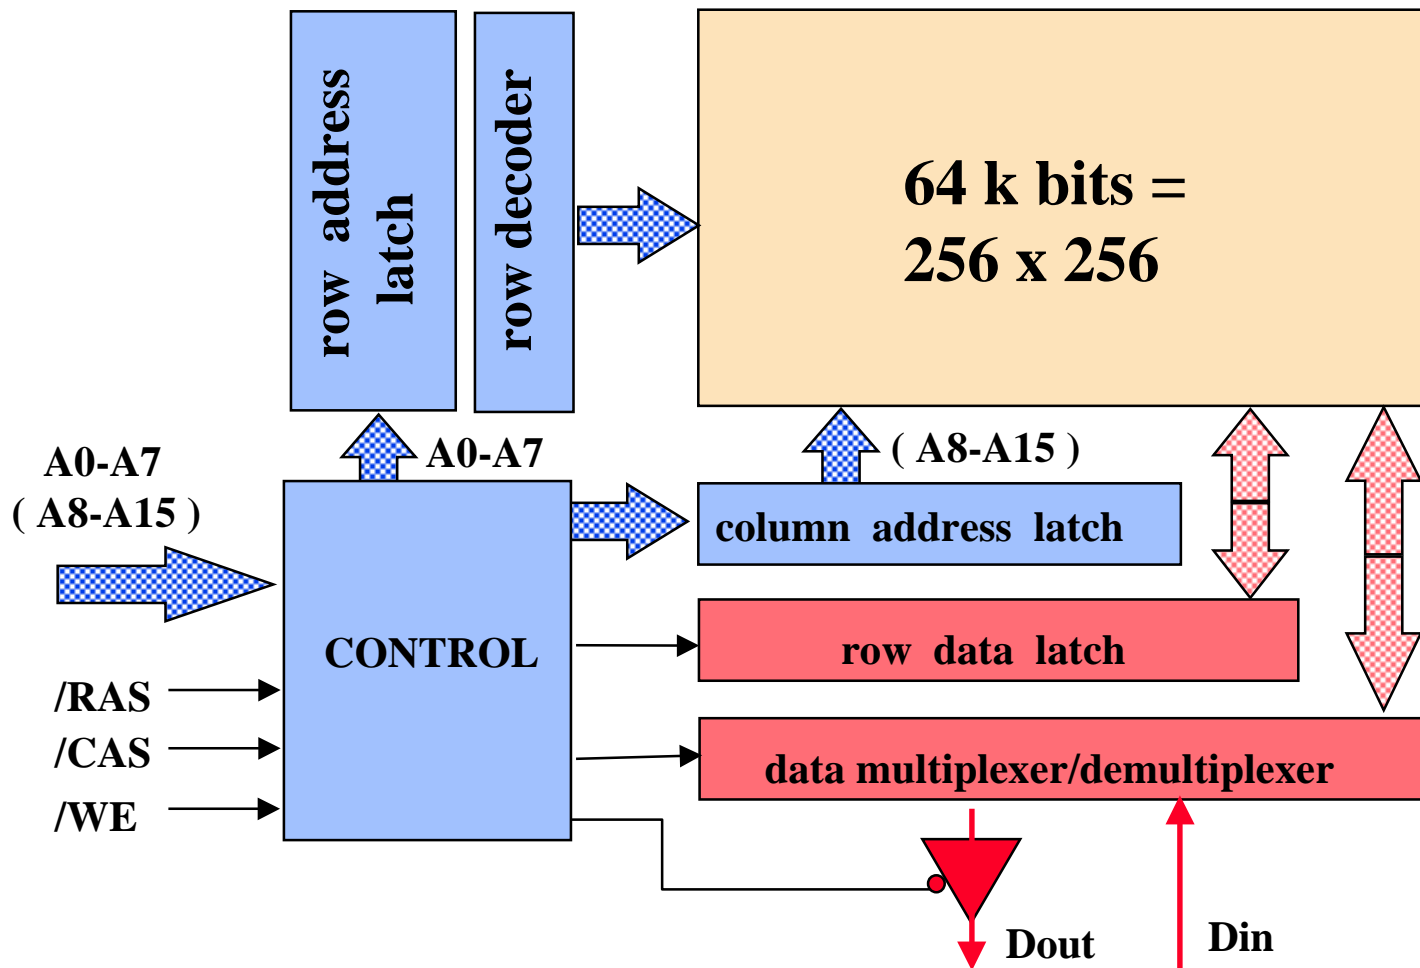 row address
latch
row decoder
64 k bits =
256 x 256
A0-A7
( A8-A15 )
A0-A7
( A8-A15 )
column address latch
CONTROL
row data latch
/RAS
/CAS
/WE
data multiplexer/demultiplexer
Dout
Din